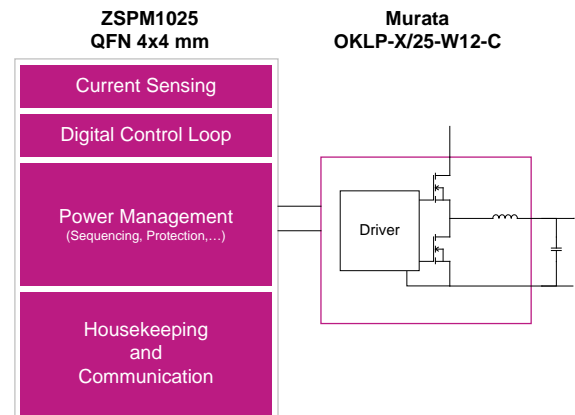 ZSPM1025
QFN 4x4 mm
Murata
OKLP-X/25-W12-C
Current Sensing
Digital Control Loop
Power Management
(Sequencing, Protection,…)
Housekeeping
and
Communication
Driver